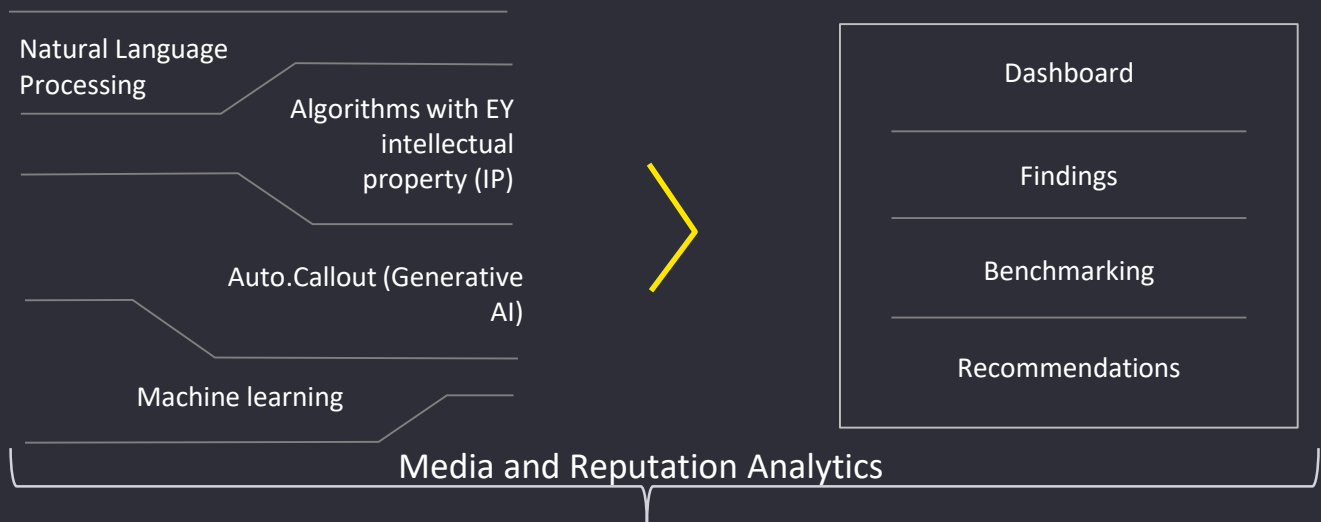 Natural Language
Processing
Algorithms with EY
intellectual
property (IP)
Auto.Callout (Generative
AI)
Machine learning
Dashboard
Findings
Benchmarking
Recommendations
Media and Reputation Analytics